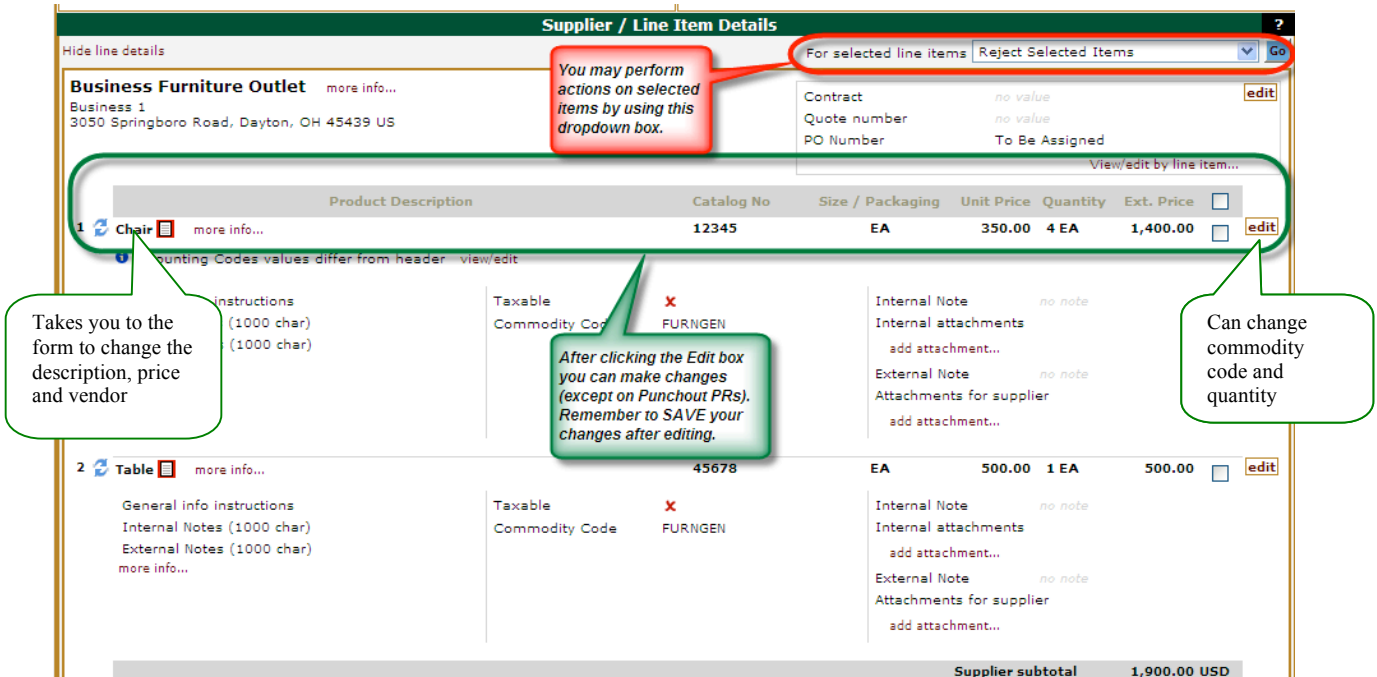 Supplier / Line Item Details ?
Hide line details
For selected line items Reject Selected Items Go
You may perform
actions on selected
items by using this
dropdown box.
Business Furniture Outlet more info...
Business 1
3050 Springboro Road, Dayton, OH 45439 US
Contract no value edit
Quote number no value
PO Number To Be Assigned
View/edit by line item...
Product Description Catalog No Size / Packaging Unit Price Quantity Ext. Price
1 Chair more info... 12345 EA 350.00 4 EA 1,400.00 edit
Codes values differ from header view/edit
Takes you to the
form to change the
description, price
and vendor
instructions
(1000 char)
(1000 char)
Taxable x
Commodity FURNGEN
After clicking the Edit box
you can make changes
(except on Punchout PRs).
Remember to SAVE your
changes after editing.
Internal Note no note
Internal attachments
add attachment...
External Note no note
Attachments for supplier
add attachment...
Can change
commodity
code and
quantity
2 Table more info... 45678 EA 500.00 1 EA 500.00 edit
General info instructions
Internal Notes (1000 char)
External Notes (1000 char)
more info...
Taxable x
Commodity Code FURNGEN
Internal Note no note
Internal attachments
add attachment...
External Note no note
Attachments for supplier
add attachment...
Supplier subtotal 1,900.00 USD